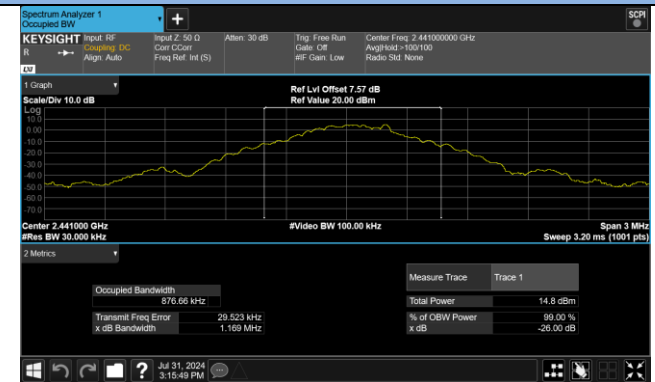 Spectrum Analyzer 1
Occupied BW
SCPI
KEYSIGHT Input: RF Input Z: 50 Ω Atten: 30 dB Trig: Free Run Center Freq: 2.441000000 GHz
R Coupling: DC Corr CCorr Gate: Off Avg|Hold:>100/100
Align: Auto Freq Ref: Int (S) #IF Gain: Low Radio Std: None
LXI
1 Graph Ref Lvl Offset 7.57 dB
Scale/Div 10.0 dB Ref Value 20.00 dBm
Log
10.0
0.00
-10.0
-20.0
-30.0
-40.0
-50.0
-60.0
-70.0
Center 2.441000 GHz #Video BW 100.00 kHz Span 3 MHz
#Res BW 30.000 kHz Sweep 3.20 ms (1001 pts)
2 Metrics
Measure Trace Trace 1
Occupied Bandwidth
876.66 kHz Total Power 14.8 dBm
Transmit Freq Error 29.523 kHz % of OBW Power 99.00 %
x dB Bandwidth 1.169 MHz x dB -26.00 dB
? Jul 31, 2024
3:15:49 PM